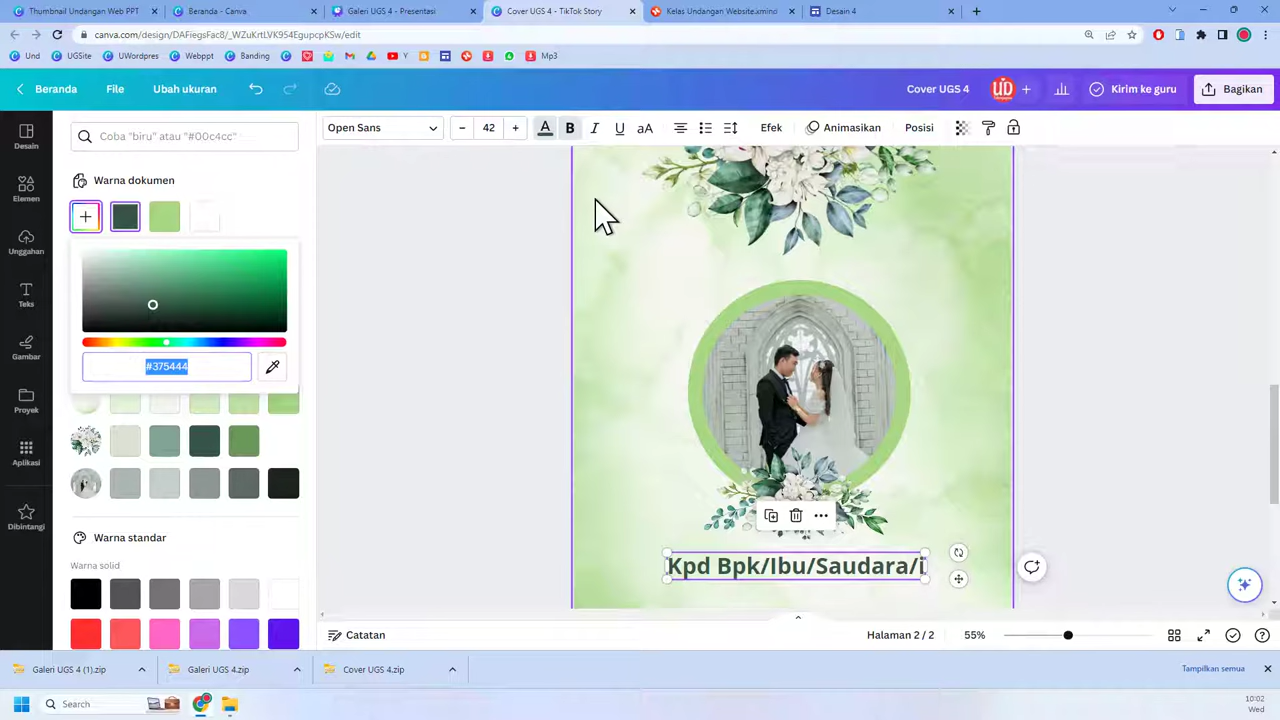 Thumbnail Undangan Web PPT
Beranda - Canva
Galeri UGS 4 - Presentasi
Cover UGS 4 - TikTok Story
Kelas Undangan Website.xmind
Desain 4
canva.com/design/DAFiegsFac8/_WZuKrtLVK954EgupcpKSw/edit
Und
UGSite
UWordpres
Webppt
Banding
Y
Mp3
Beranda
File
Ubah ukuran
Cover UGS 4
UD
Kirim ke guru
Bagikan
Desain
Elemen
Unggahan
Teks
Gambar
Proyek
Aplikasi
Dibintangi
Coba "biru" atau "#00c4cc"
Open Sans
42
A
B
I
U
aA
Efek
Animasikan
Posisi
Warna dokumen
#375444
Warna standar
Warna solid
Kpd Bpk/Ibu/Saudara/i
Catatan
Halaman 2 / 2
55%
Galeri UGS 4 (1).zip
Galeri UGS 4.zip
Cover UGS 4.zip
Tampilkan semua
Search
10:02
Wed